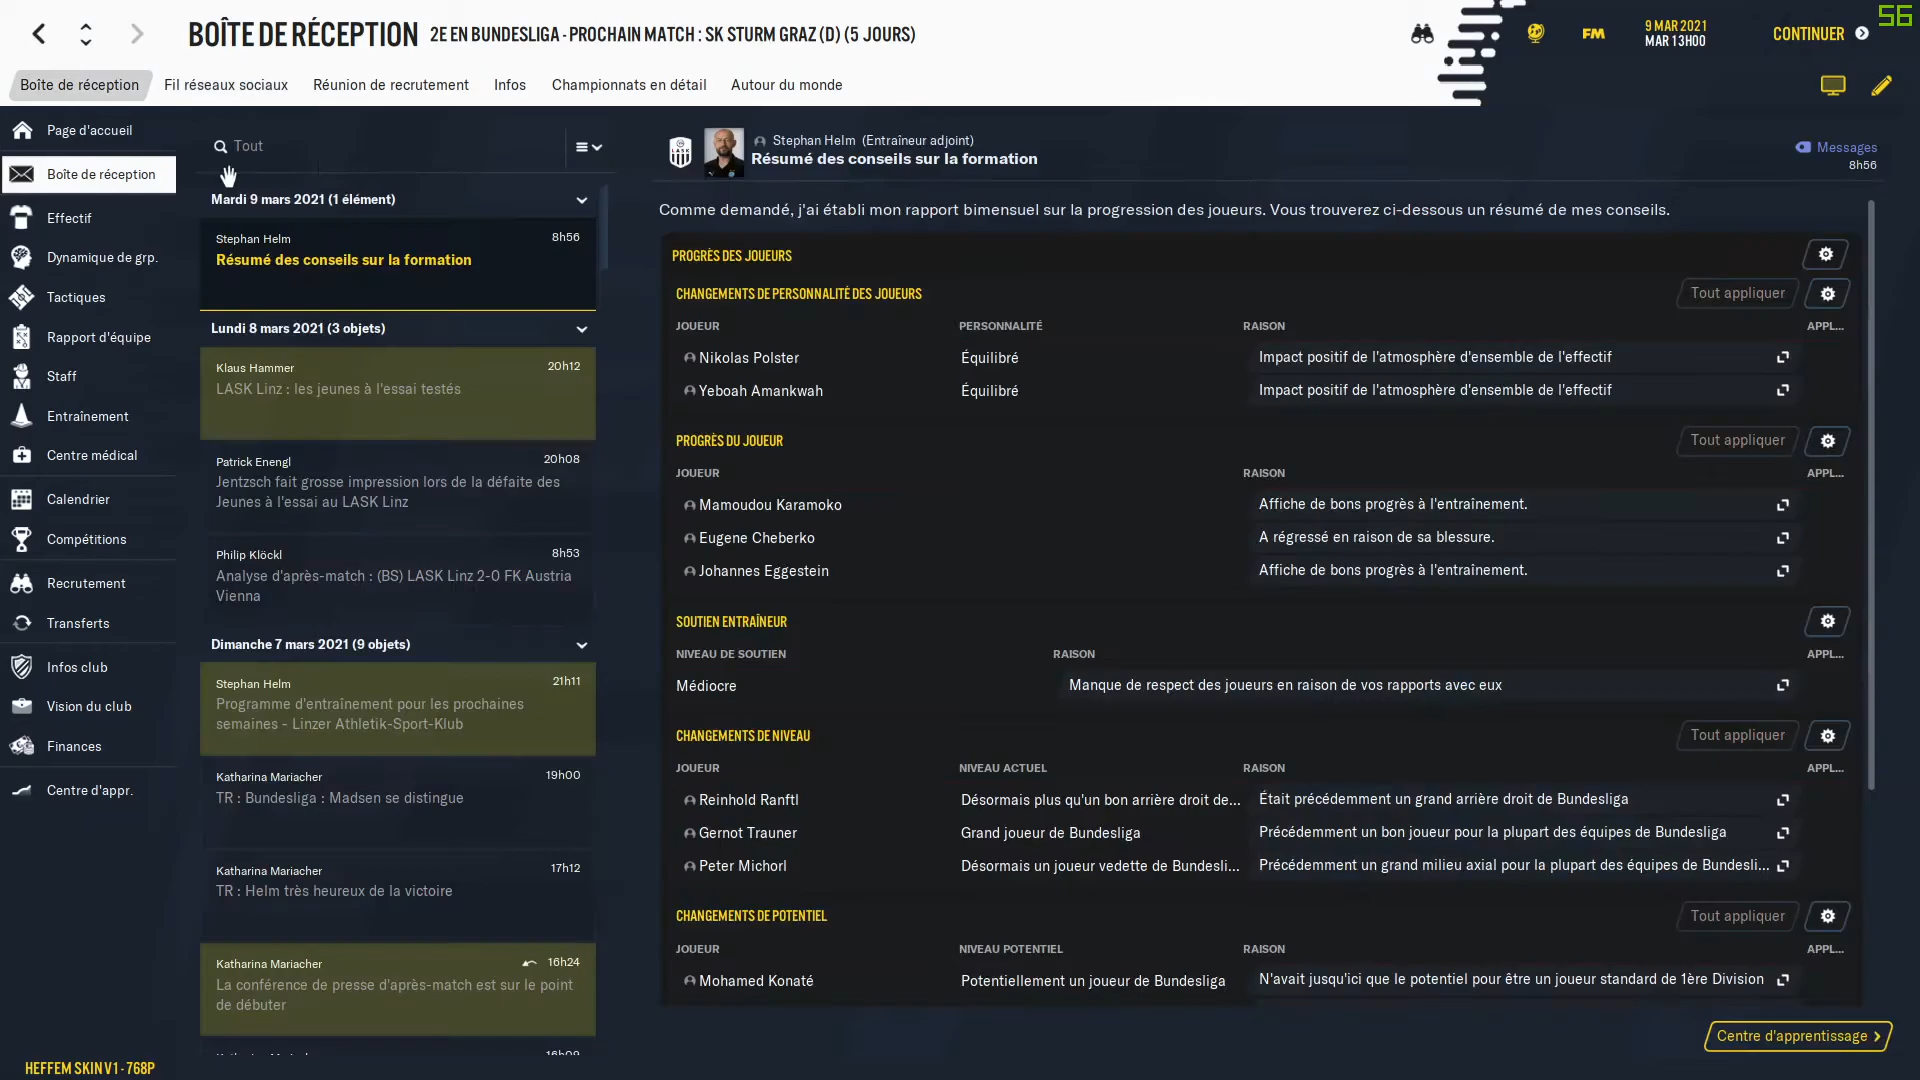 BOÎTE DE RÉCEPTION
2E EN BUNDESLIGA - PROCHAIN MATCH : SK STURM GRAZ (D) (5 JOURS)
FM
9 MAR 2021
MAR 13H00
CONTINUER
56
Boîte de réception
Fil réseaux sociaux
Réunion de recrutement
Infos
Championnats en détail
Autour du monde
Page d'accueil
Boîte de réception
Effectif
Dynamique de grp.
Tactiques
Rapport d'équipe
Staff
Entraînement
Centre médical
Calendrier
Compétitions
Recrutement
Transferts
Infos club
Vision du club
Finances
Centre d'appr.
HEFFEM SKIN V1 - 768P
Tout
Mardi 9 mars 2021 (1 élément)
Stephan Helm 8h56
Résumé des conseils sur la formation
Lundi 8 mars 2021 (3 objets)
Klaus Hammer 20h12
LASK Linz : les jeunes à l'essai testés
Patrick Enengl 20h08
Jentzsch fait grosse impression lors de la défaite des
Jeunes à l'essai au LASK Linz
Philip Klöckl 8h53
Analyse d'après-match : (BS) LASK Linz 2-0 FK Austria
Vienna
Dimanche 7 mars 2021 (9 objets)
Stephan Helm 21h11
Programme d'entraînement pour les prochaines
semaines - Linzer Athletik-Sport-Klub
Katharina Mariacher 19h00
TR : Bundesliga : Madsen se distingue
Katharina Mariacher 17h12
TR : Helm très heureux de la victoire
Katharina Mariacher 16h24
La conférence de presse d'après-match est sur le point
de débuter
LASK
Stephan Helm (Entraîneur adjoint)
Résumé des conseils sur la formation
Messages
8h56
Comme demandé, j'ai établi mon rapport bimensuel sur la progression des joueurs. Vous trouverez ci-dessous un résumé de mes conseils.
PROGRÈS DES JOUEURS
CHANGEMENTS DE PERSONNALITÉ DES JOUEURS Tout appliquer
JOUEUR PERSONNALITÉ RAISON APPL...
Nikolas Polster Équilibré Impact positif de l'atmosphère d'ensemble de l'effectif
Yeboah Amankwah Équilibré Impact positif de l'atmosphère d'ensemble de l'effectif
PROGRÈS DU JOUEUR Tout appliquer
JOUEUR RAISON APPL...
Mamoudou Karamoko Affiche de bons progrès à l'entraînement.
Eugene Cheberko A régressé en raison de sa blessure.
Johannes Eggestein Affiche de bons progrès à l'entraînement.
SOUTIEN ENTRAÎNEUR
NIVEAU DE SOUTIEN RAISON APPL...
Médiocre Manque de respect des joueurs en raison de vos rapports avec eux
CHANGEMENTS DE NIVEAU Tout appliquer
JOUEUR NIVEAU ACTUEL RAISON APPL...
Reinhold Ranftl Désormais plus qu'un bon arrière droit de... Était précédemment un grand arrière droit de Bundesliga
Gernot Trauner Grand joueur de Bundesliga Précédemment un bon joueur pour la plupart des équipes de Bundesliga
Peter Michorl Désormais un joueur vedette de Bundesli... Précédemment un grand milieu axial pour la plupart des équipes de Bundesli...
CHANGEMENTS DE POTENTIEL Tout appliquer
JOUEUR NIVEAU POTENTIEL RAISON APPL...
Mohamed Konaté Potentiellement un joueur de Bundesliga N'avait jusqu'ici que le potentiel pour être un joueur standard de 1ère Division
Centre d'apprentissage